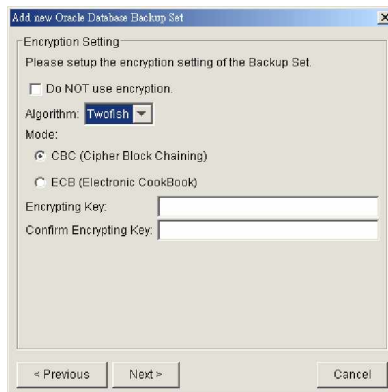 Add new Oracle Database Backup Set
Encryption Setting
Please setup the encryption setting of the Backup Set.
Do NOT use encryption.
Algorithm: Twofish
Mode:
CBC (Cipher Block Chaining)
ECB (Electronic CookBook)
Encrypting Key:
Confirm Encrypting Key:
< Previous Next > Cancel